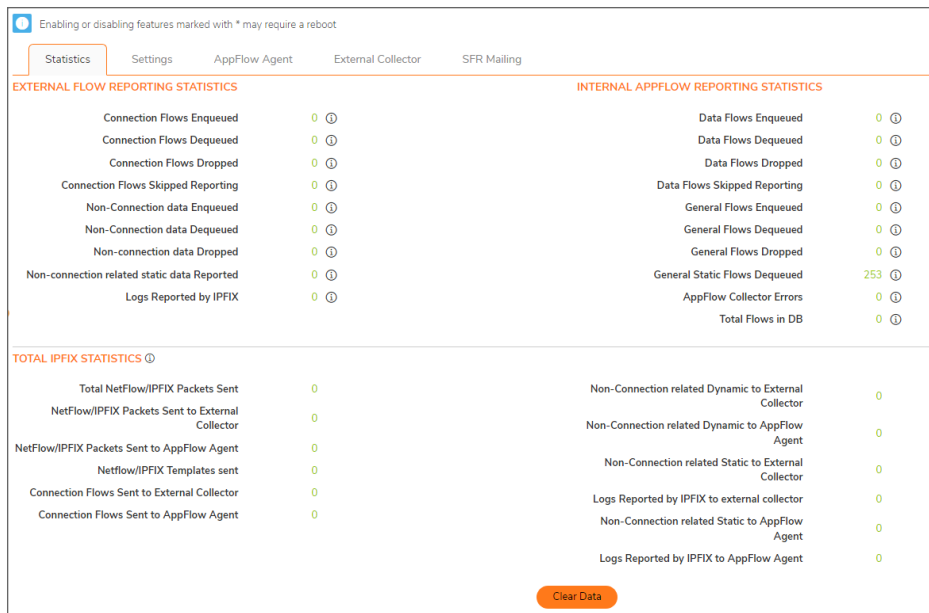 Enabling or disabling features marked with * may require a reboot
Statistics Settings AppFlow Agent External Collector SFR Mailing
EXTERNAL FLOW REPORTING STATISTICS
Connection Flows Enqueued 0
Connection Flows Dequeued 0
Connection Flows Dropped 0
Connection Flows Skipped Reporting 0
Non-Connection data Enqueued 0
Non-Connection data Dequeued 0
Non-connection data Dropped 0
Non-connection related static data Reported 0
Logs Reported by IPFIX 0
INTERNAL APPFLOW REPORTING STATISTICS
Data Flows Enqueued 0
Data Flows Dequeued 0
Data Flows Dropped 0
Data Flows Skipped Reporting 0
General Flows Enqueued 0
General Flows Dequeued 0
General Flows Dropped 0
General Static Flows Dequeued 253
AppFlow Collector Errors 0
Total Flows in DB 0
TOTAL IPFIX STATISTICS
Total NetFlow/IPFIX Packets Sent 0
NetFlow/IPFIX Packets Sent to External
Collector 0
NetFlow/IPFIX Packets Sent to AppFlow Agent 0
Netflow/IPFIX Templates sent 0
Connection Flows Sent to External Collector 0
Connection Flows Sent to AppFlow Agent 0
Non-Connection related Dynamic to External
Collector 0
Non-Connection related Dynamic to AppFlow
Agent 0
Non-Connection related Static to External
Collector 0
Logs Reported by IPFIX to external collector 0
Non-Connection related Static to AppFlow
Agent 0
Logs Reported by IPFIX to AppFlow Agent 0
Clear Data